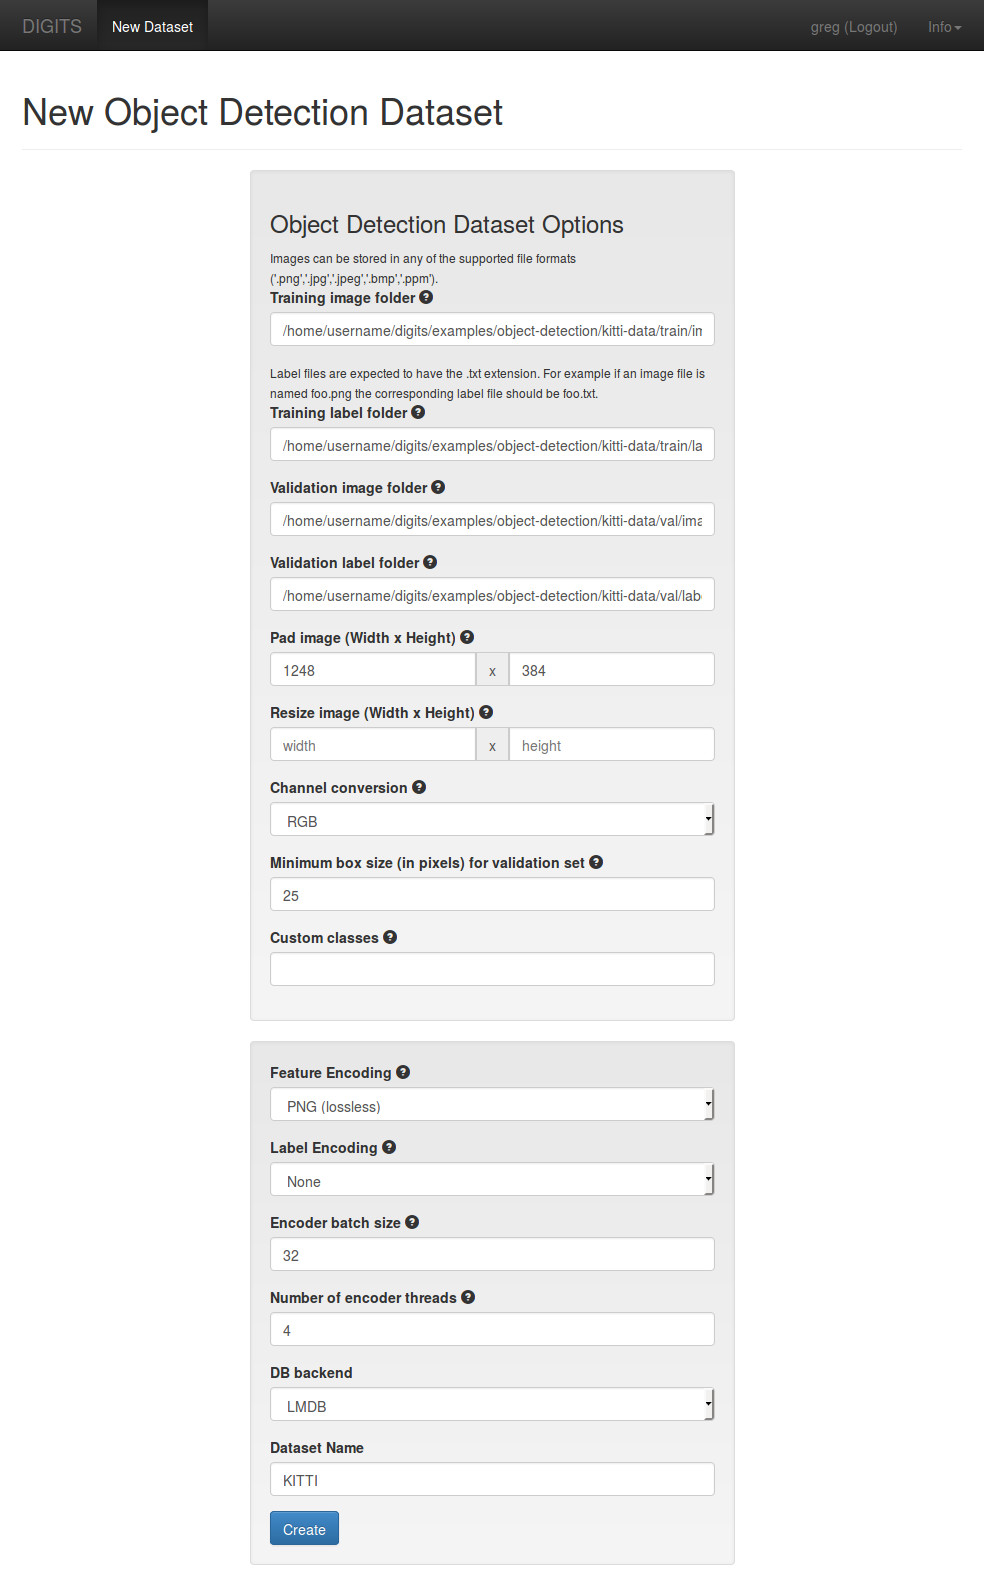 DIGITS New Dataset greg (Logout) Info
New Object Detection Dataset
Object Detection Dataset Options
Images can be stored in any of the supported file formats
('.png','.jpg','.jpeg','.bmp','.ppm').
Training image folder
/home/username/digits/examples/object-detection/kitti-data/train/im
Label files are expected to have the .txt extension. For example if an image file is
named foo.png the corresponding label file should be foo.txt.
Training label folder
/home/username/digits/examples/object-detection/kitti-data/train/la
Validation image folder
/home/username/digits/examples/object-detection/kitti-data/val/ima
Validation label folder
/home/username/digits/examples/object-detection/kitti-data/val/lab
Pad image (Width x Height)
1248 x 384
Resize image (Width x Height)
width x height
Channel conversion
RGB
Minimum box size (in pixels) for validation set
25
Custom classes
Feature Encoding
PNG (lossless)
Label Encoding
None
Encoder batch size
32
Number of encoder threads
4
DB backend
LMDB
Dataset Name
KITTI
Create